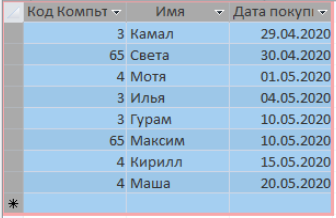 Код Компьт Имя Дата покупк
3 Камал 29.04.2020
65 Света 30.04.2020
4 Мотя 01.05.2020
3 Илья 04.05.2020
3 Гурам 10.05.2020
65 Максим 10.05.2020
4 Кирилл 15.05.2020
4 Маша 20.05.2020